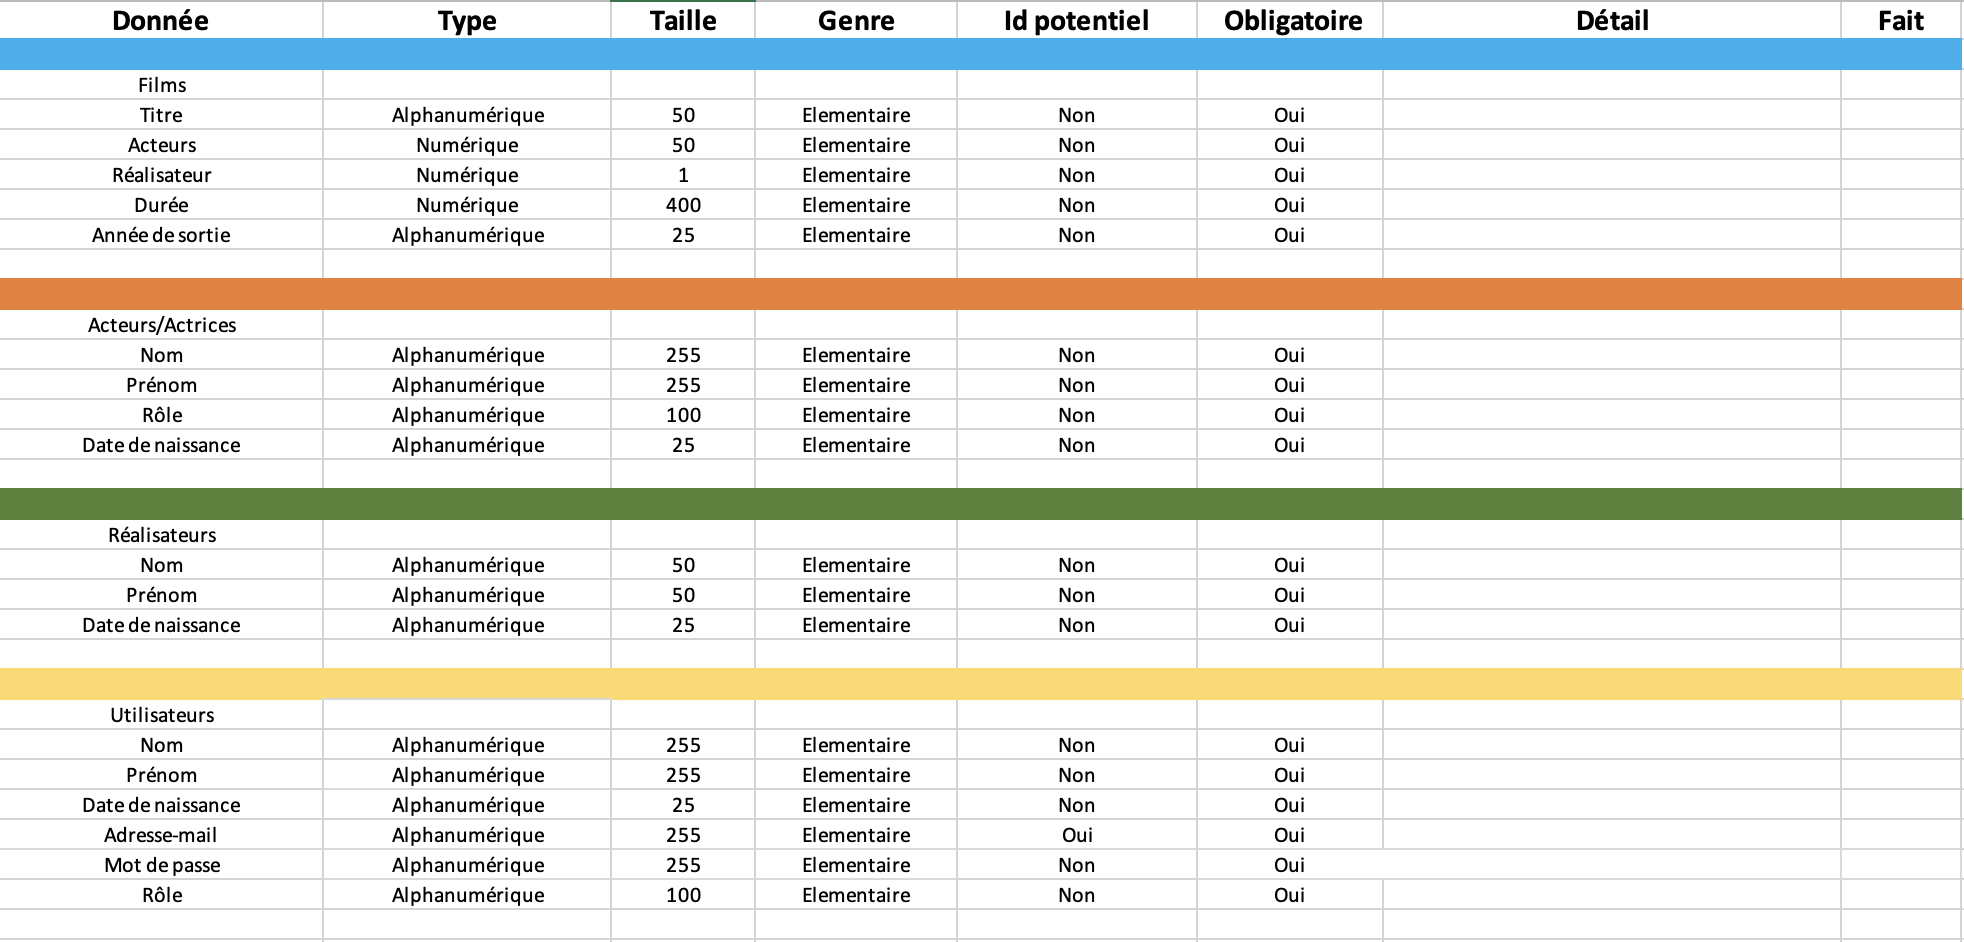 Donnée Type Taille Genre Id potentiel Obligatoire Détail Fait
Films
Titre Alphanumérique 50 Elementaire Non Oui
Acteurs Numérique 50 Elementaire Non Oui
Réalisateur Numérique 1 Elementaire Non Oui
Durée Numérique 400 Elementaire Non Oui
Année de sortie Alphanumérique 25 Elementaire Non Oui
Acteurs/Actrices
Nom Alphanumérique 255 Elementaire Non Oui
Prénom Alphanumérique 255 Elementaire Non Oui
Rôle Alphanumérique 100 Elementaire Non Oui
Date de naissance Alphanumérique 25 Elementaire Non Oui
Réalisateurs
Nom Alphanumérique 50 Elementaire Non Oui
Prénom Alphanumérique 50 Elementaire Non Oui
Date de naissance Alphanumérique 25 Elementaire Non Oui
Utilisateurs
Nom Alphanumérique 255 Elementaire Non Oui
Prénom Alphanumérique 255 Elementaire Non Oui
Date de naissance Alphanumérique 25 Elementaire Non Oui
Adresse-mail Alphanumérique 255 Elementaire Oui Oui
Mot de passe Alphanumérique 255 Elementaire Non Oui
Rôle Alphanumérique 100 Elementaire Non Oui